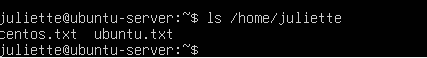 juliette@ubuntu-server:~$ ls /home/juliette
centos.txt  ubuntu.txt
juliette@ubuntu-server:~$